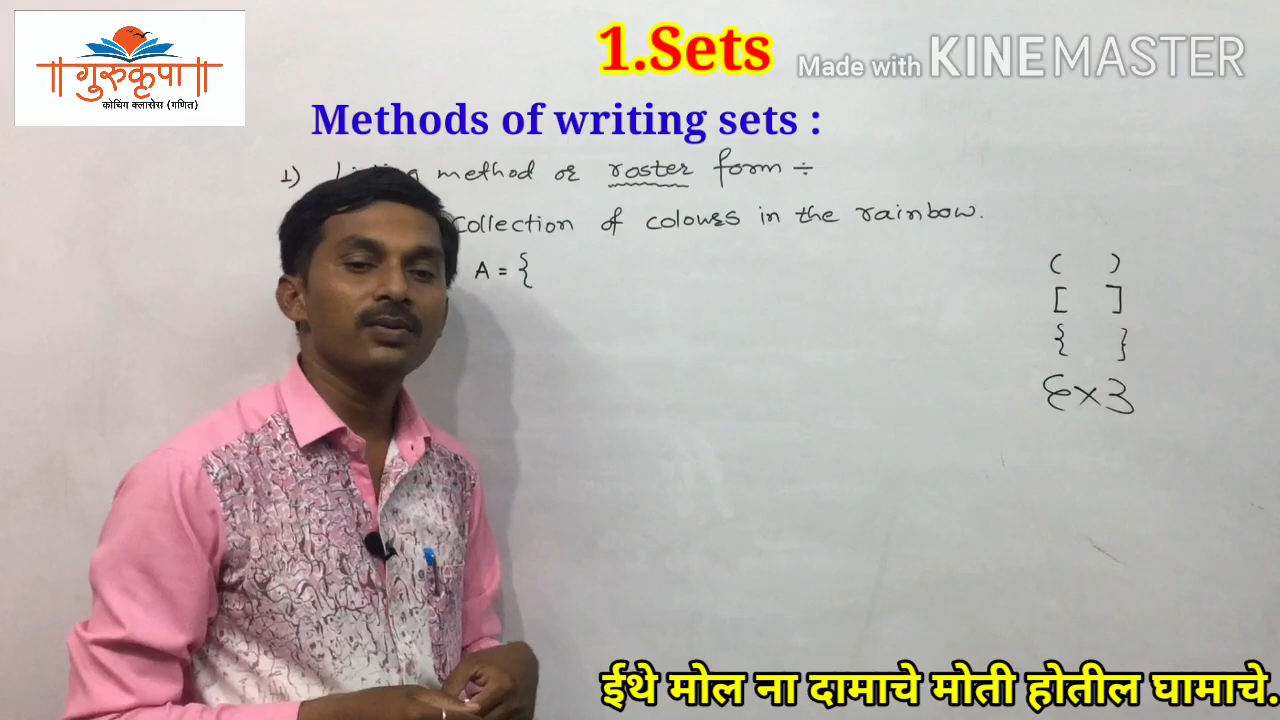 ॥ गुरुकृपा ॥
कोचिंग क्लासेस (गणित)
1.Sets
Made with KINEMASTER
Methods of writing sets :
1) method or roster form ÷
Collection of colours in the rainbow.
A = {
( )
[ ]
{ }
ईथे मोल ना दामाचे मोती होतील घामाचे.